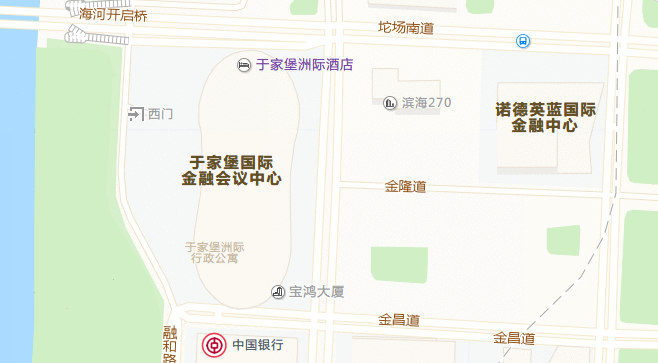 海河开启桥
坨场南道
于家堡洲际酒店
滨海270
诺德英蓝国际
金融中心
西门
于家堡国际
金融会议中心
金隆道
于家堡洲际
行政公寓
宝鸿大厦
金昌道
融和路
中国银行
金昌道